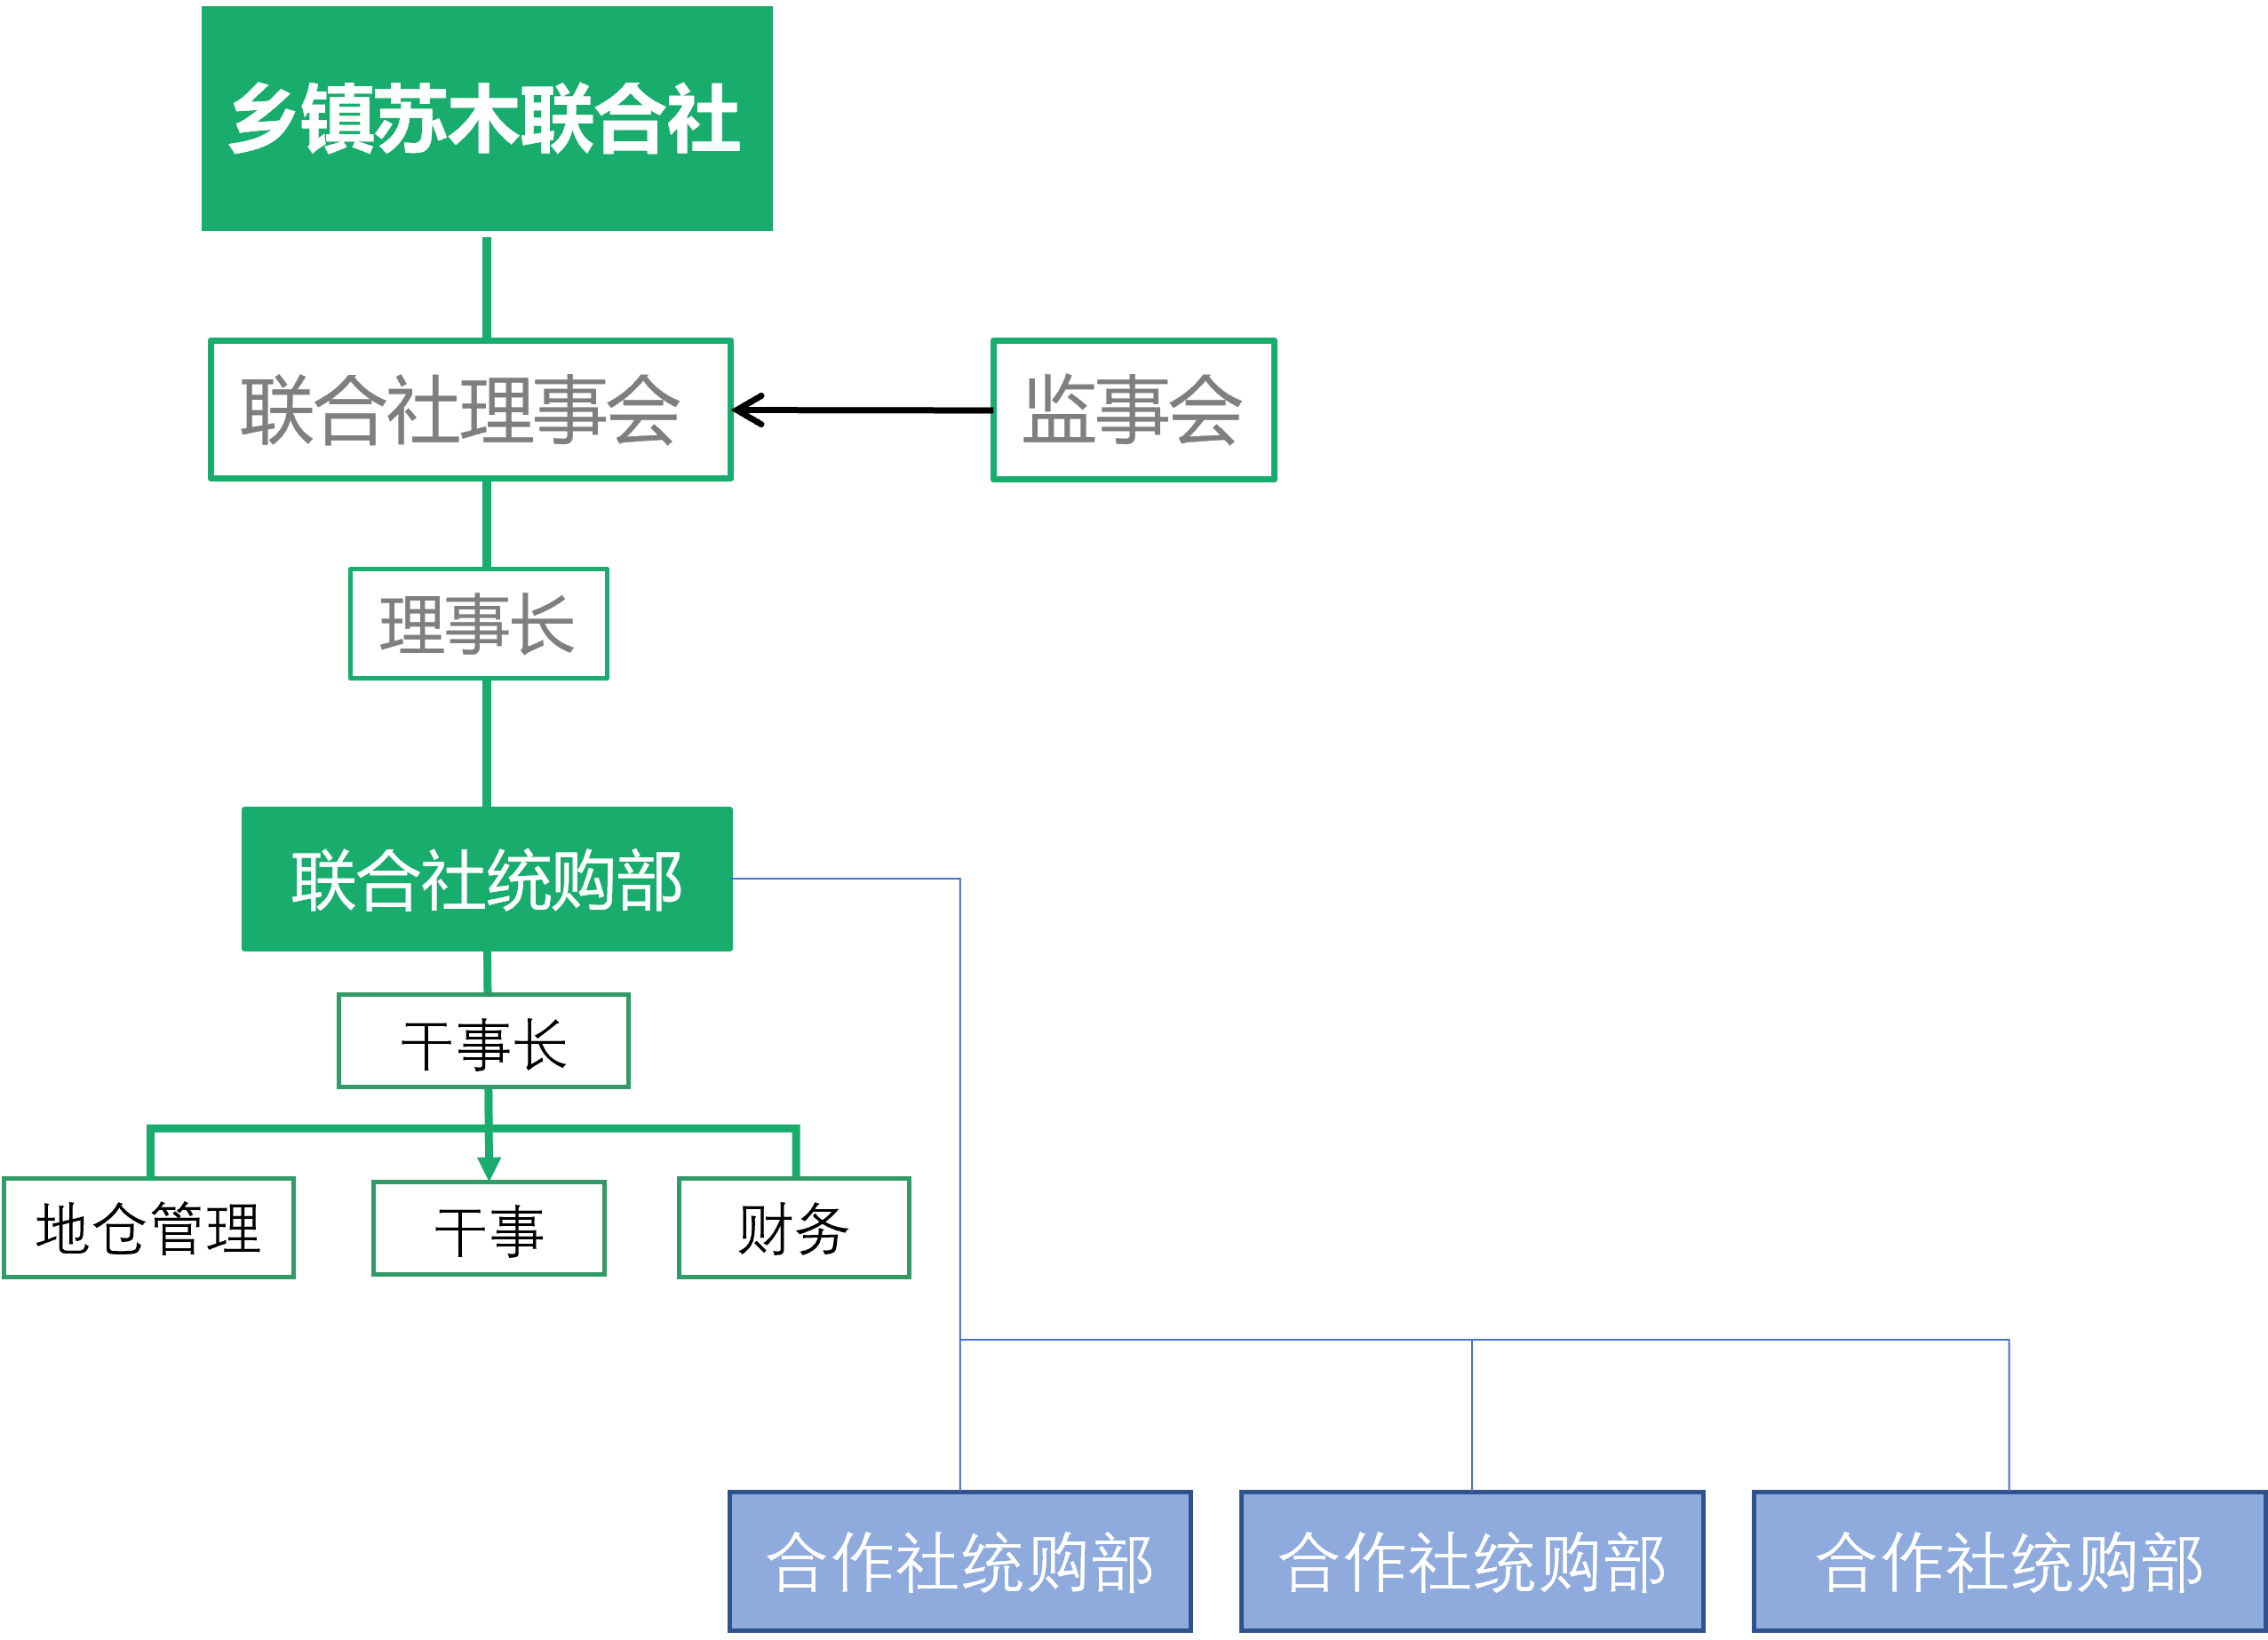 乡镇苏木联合社
联合社理事会
监事会
理事长
联合社统购部
干事长
地仓管理
干事
财务
合作社统购部
合作社统购部
合作社统购部